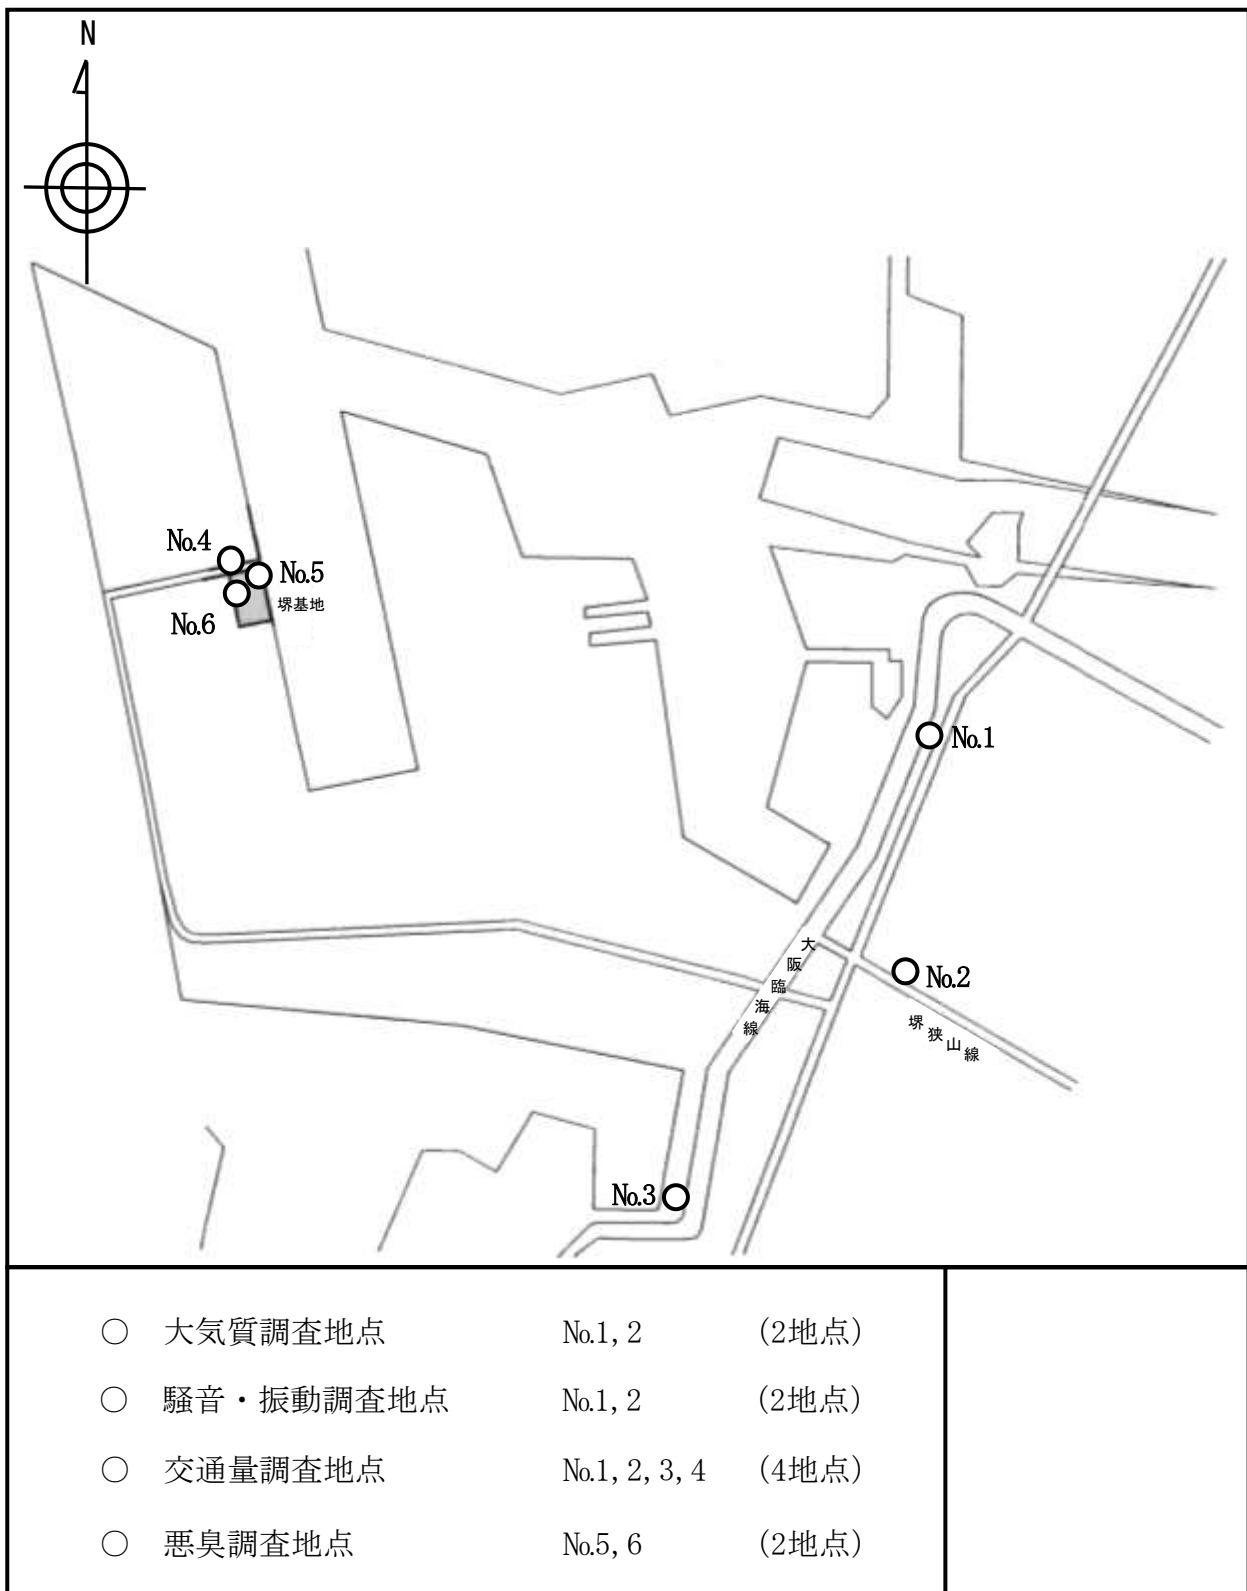 N
No.4
No.5
堺基地
No.6
No.1
大阪臨海線
No.2
堺狭山線
No.3
○ 大気質調査地点 No.1, 2 (2地点)
○ 騒音・振動調査地点 No.1, 2 (2地点)
○ 交通量調査地点 No.1, 2, 3, 4 (4地点)
○ 悪臭調査地点 No.5, 6 (2地点)